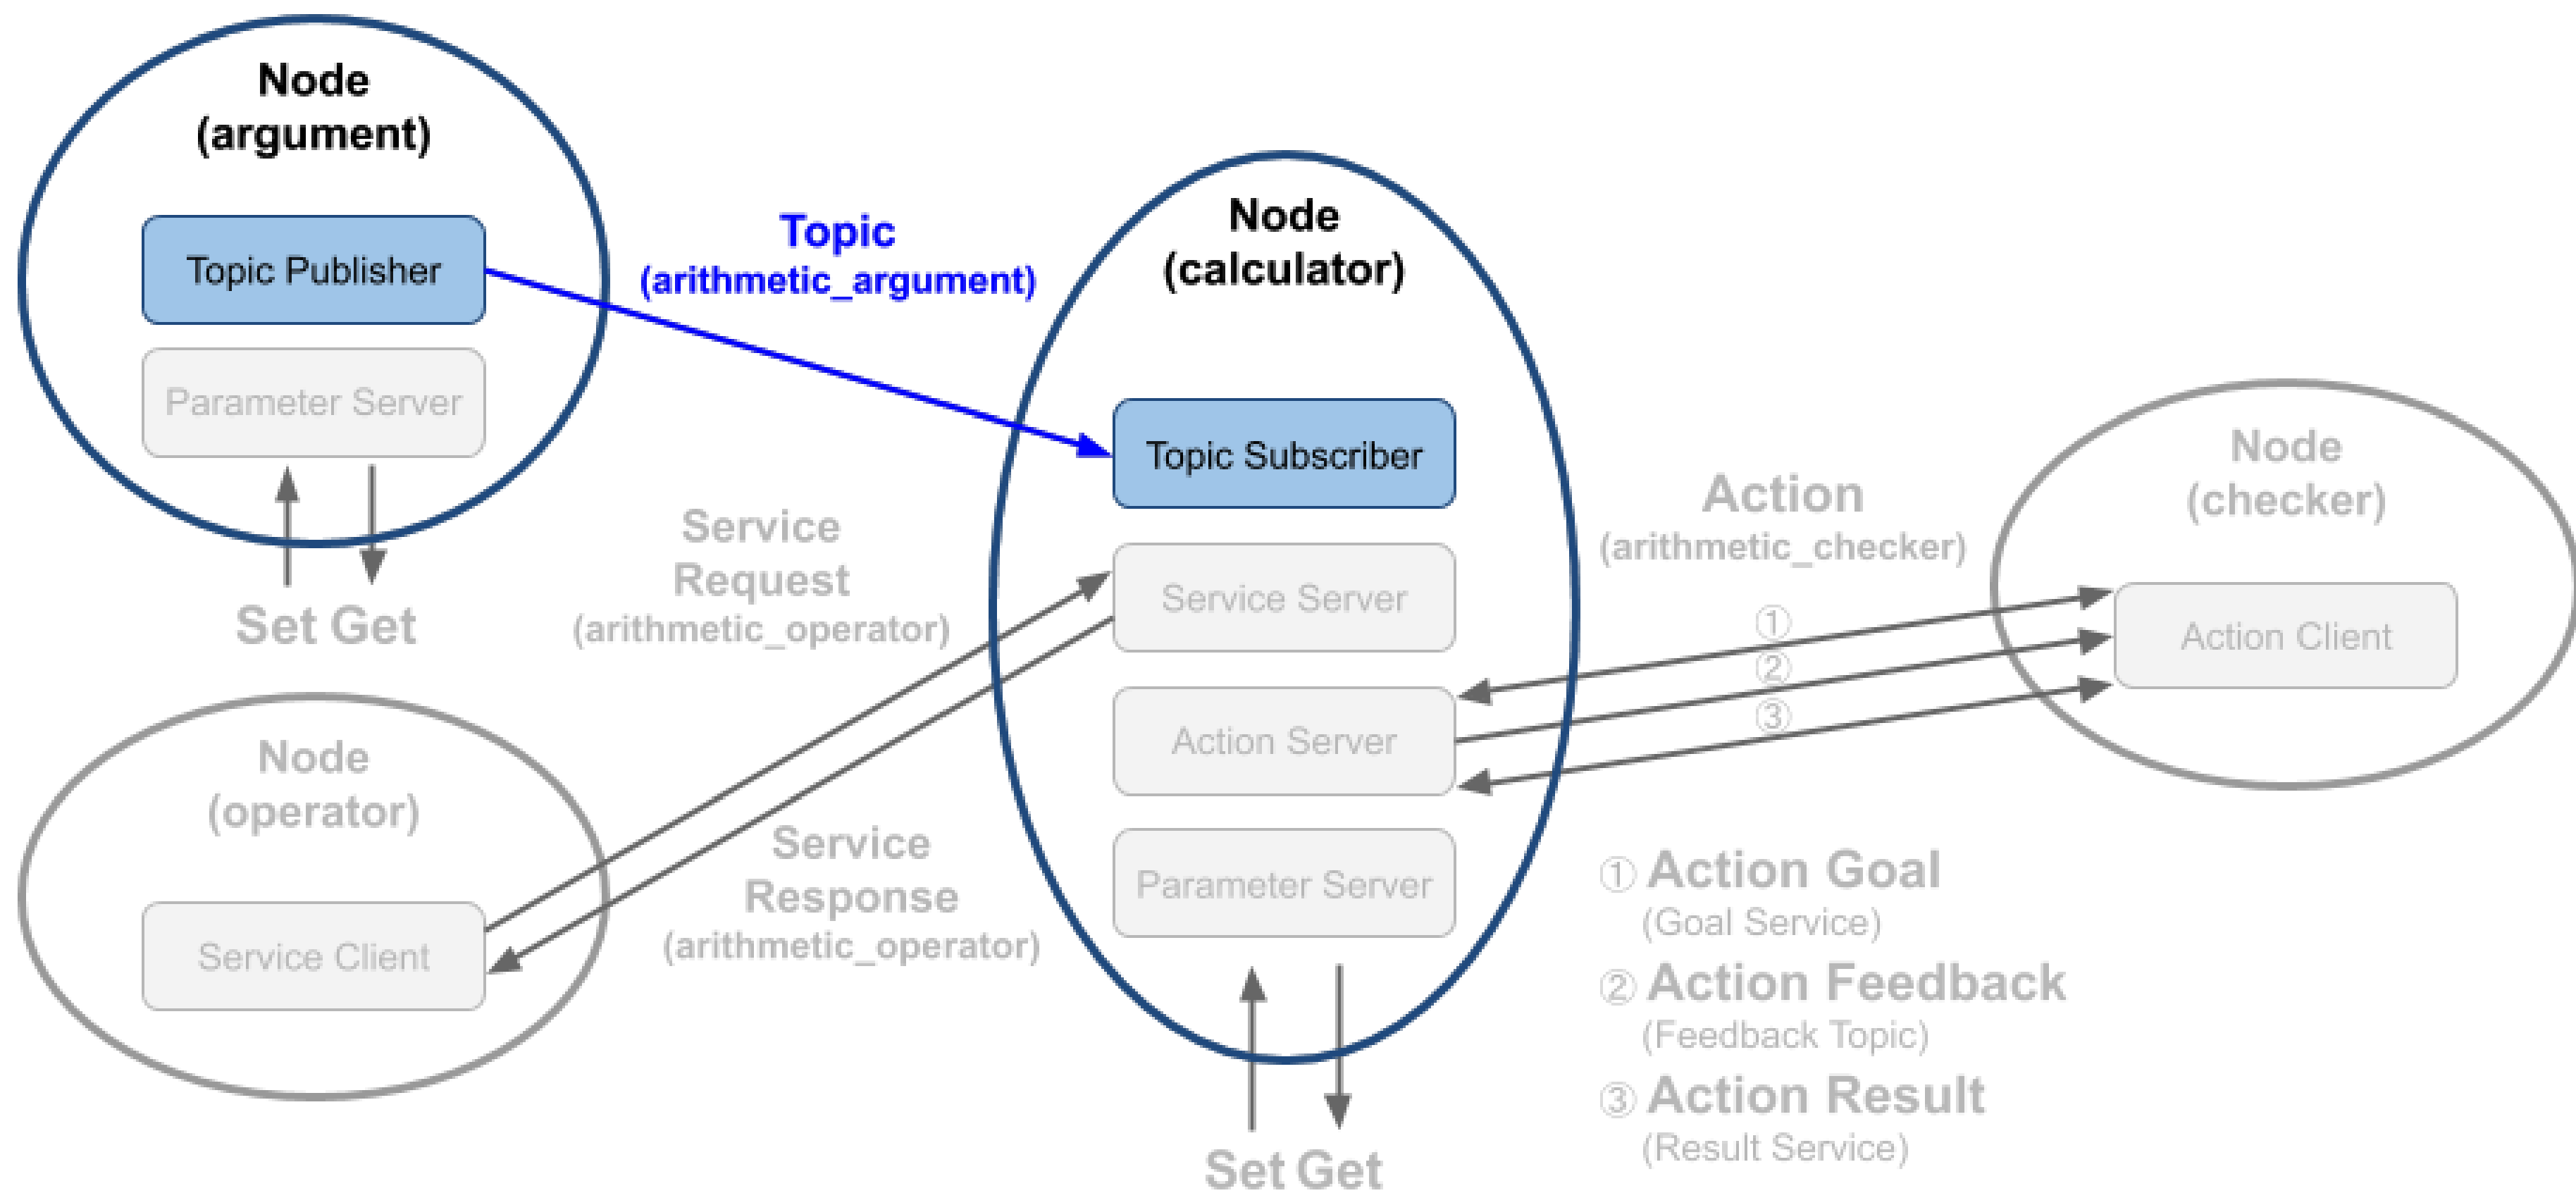 Node
(argument)
Topic Publisher
Parameter Server
Set Get
Topic
(arithmetic_argument)
Node
(calculator)
Topic Subscriber
Service Server
Action Server
Parameter Server
Set Get
Service
Request
(arithmetic_operator)
Node
(operator)
Service Client
Service
Response
(arithmetic_operator)
Action
(arithmetic_checker)
①
②
③
Node
(checker)
Action Client
① Action Goal
(Goal Service)
② Action Feedback
(Feedback Topic)
③ Action Result
(Result Service)